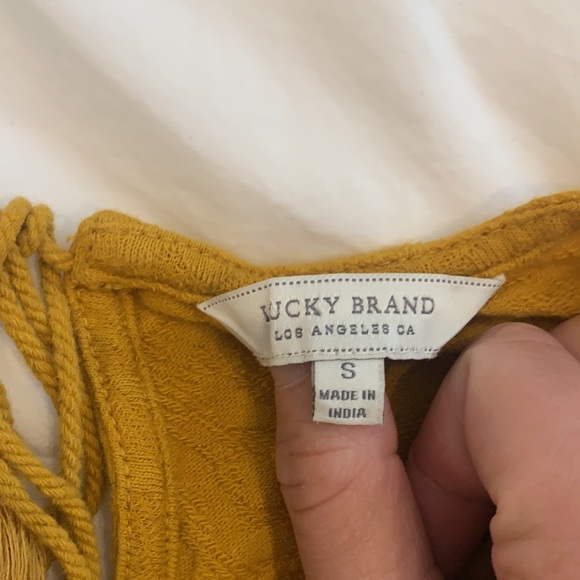 LUCKY BRAND
LOS ANGELES CA
S
MADE IN
INDIA